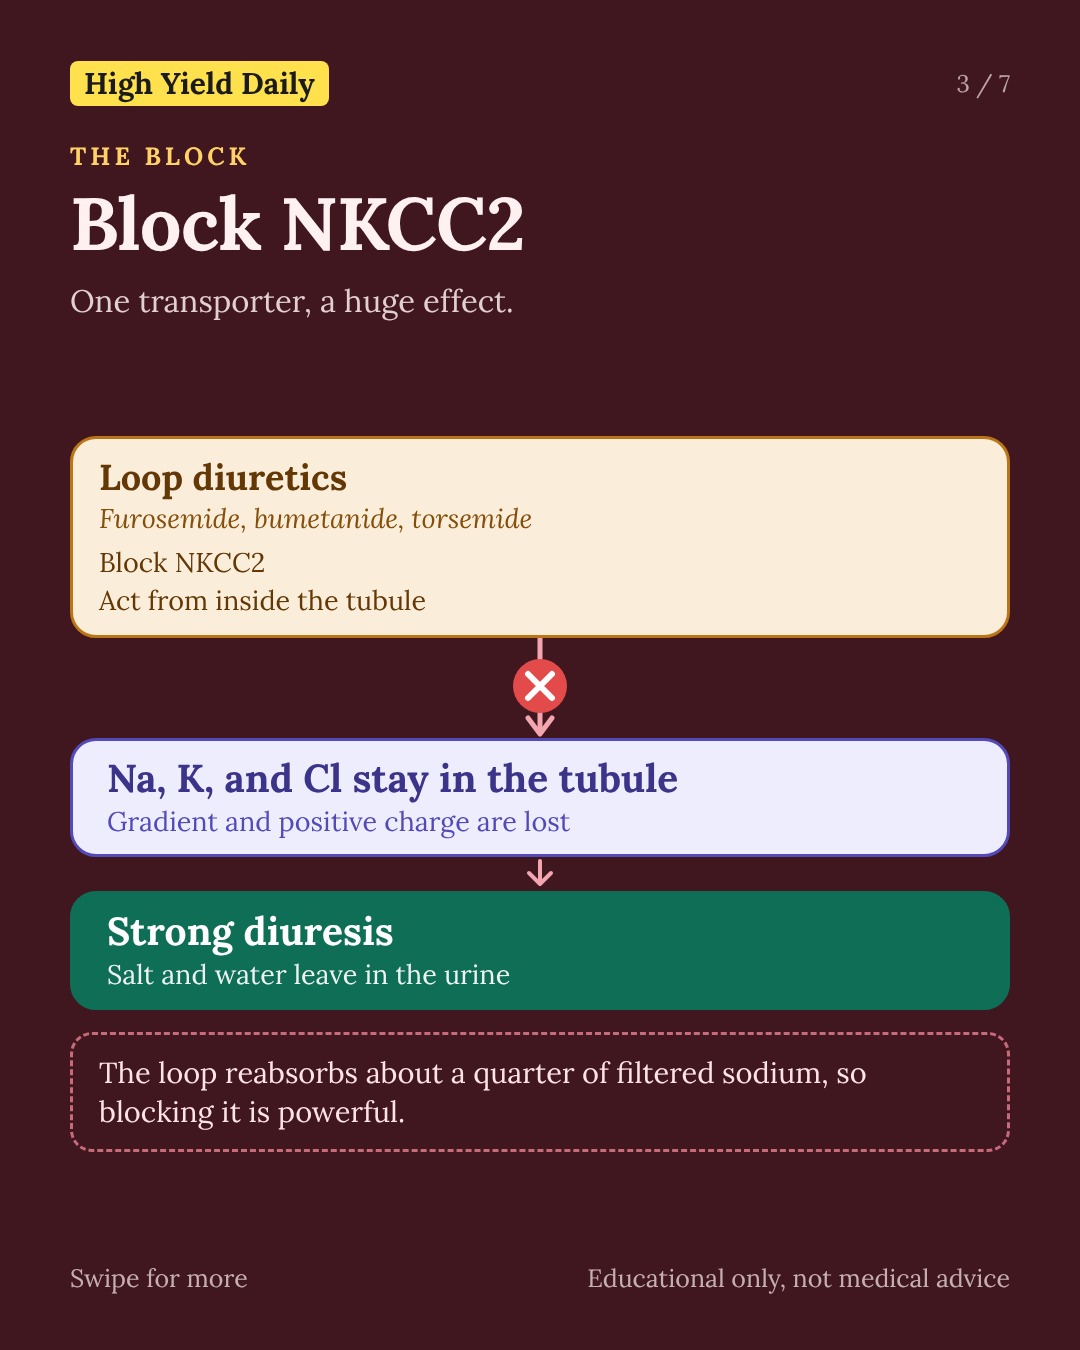 High Yield Daily
3 / 7
THE BLOCK
Block NKCC2
One transporter, a huge effect.
Loop diuretics
Furosemide, bumetanide, torsemide
Block NKCC2
Act from inside the tubule
Na, K, and Cl stay in the tubule
Gradient and positive charge are lost
Strong diuresis
Salt and water leave in the urine
The loop reabsorbs about a quarter of filtered sodium, so
blocking it is powerful.
Swipe for more
Educational only, not medical advice